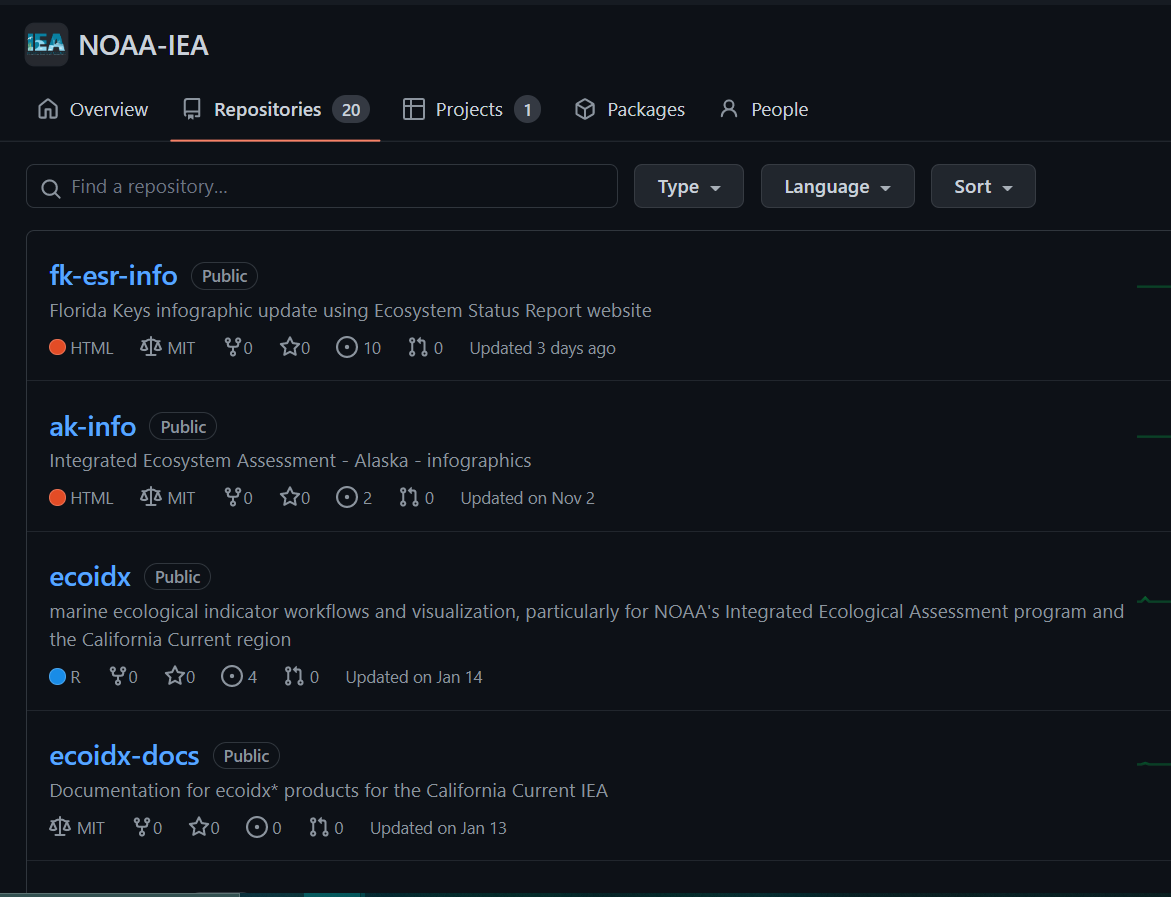 IEA NOAA-IEA
Overview Repositories 20 Projects 1 Packages People
Find a repository... Type Language Sort
fk-esr-info Public
Florida Keys infographic update using Ecosystem Status Report website
HTML MIT 0 0 10 0 Updated 3 days ago
ak-info Public
Integrated Ecosystem Assessment - Alaska - infographics
HTML MIT 0 0 2 0 Updated on Nov 2
ecoidx Public
marine ecological indicator workflows and visualization, particularly for NOAA's Integrated Ecological Assessment program and
the California Current region
R 0 0 4 0 Updated on Jan 14
ecoidx-docs Public
Documentation for ecoidx* products for the California Current IEA
MIT 0 0 0 0 Updated on Jan 13